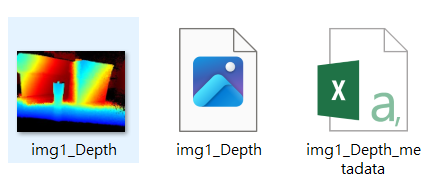 img1_Depth
img1_Depth
img1_Depth_me
tadata
X
a,